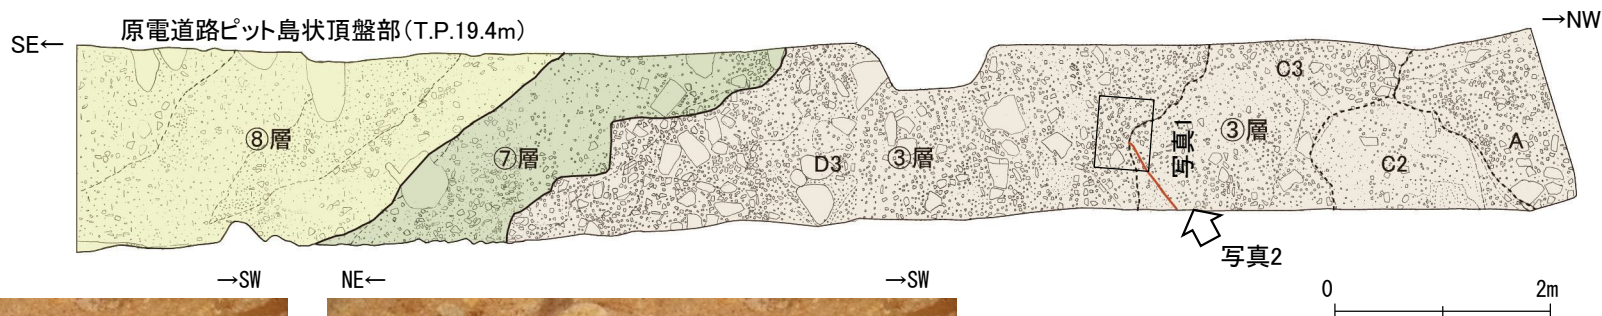 原電道路ピット島状頂盤部(T.P.19.4m)
SE←
→NW
⑧層
⑦層
D3
③層
写真1
③層
C3
C2
A
写真2
→SW
NE←
→SW
0
2m